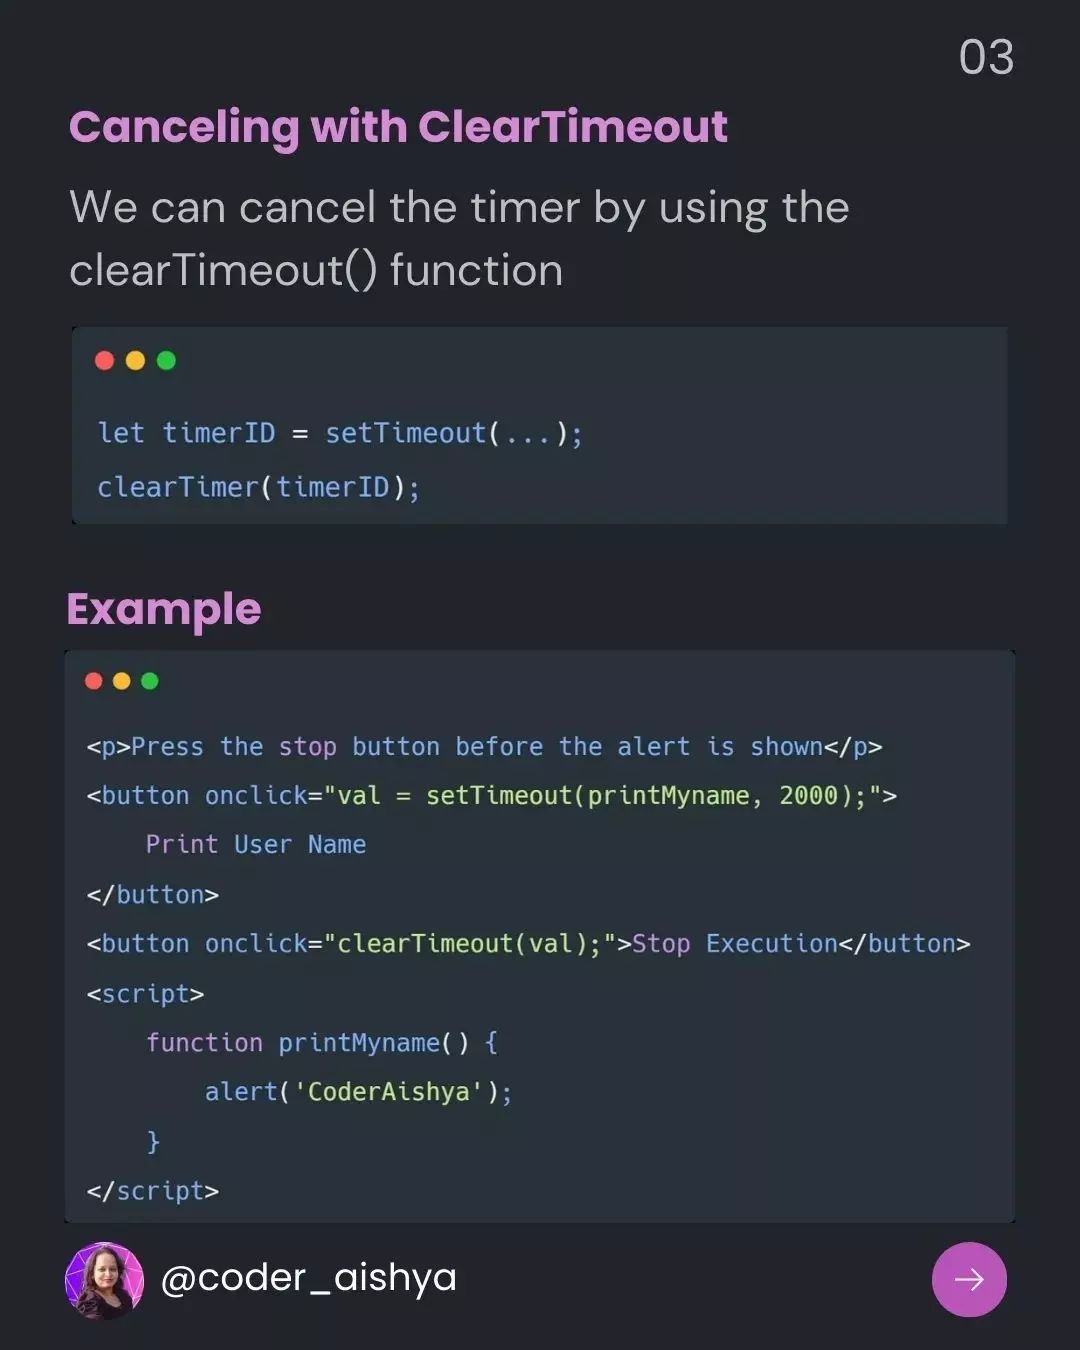 03
Canceling with ClearTimeout
We can cancel the timer by using the
clearTimeout() function
let timerID = setTimeout(...);
clearTimer(timerID);
Example
<p>Press the stop button before the alert is shown</p>
<button onclick="val = setTimeout(printMyname, 2000);">
    Print User Name
</button>
<button onclick="clearTimeout(val);">Stop Execution</button>
<script>
    function printMyname() {
        alert('CoderAishya');
    }
</script>
@coder_aishya